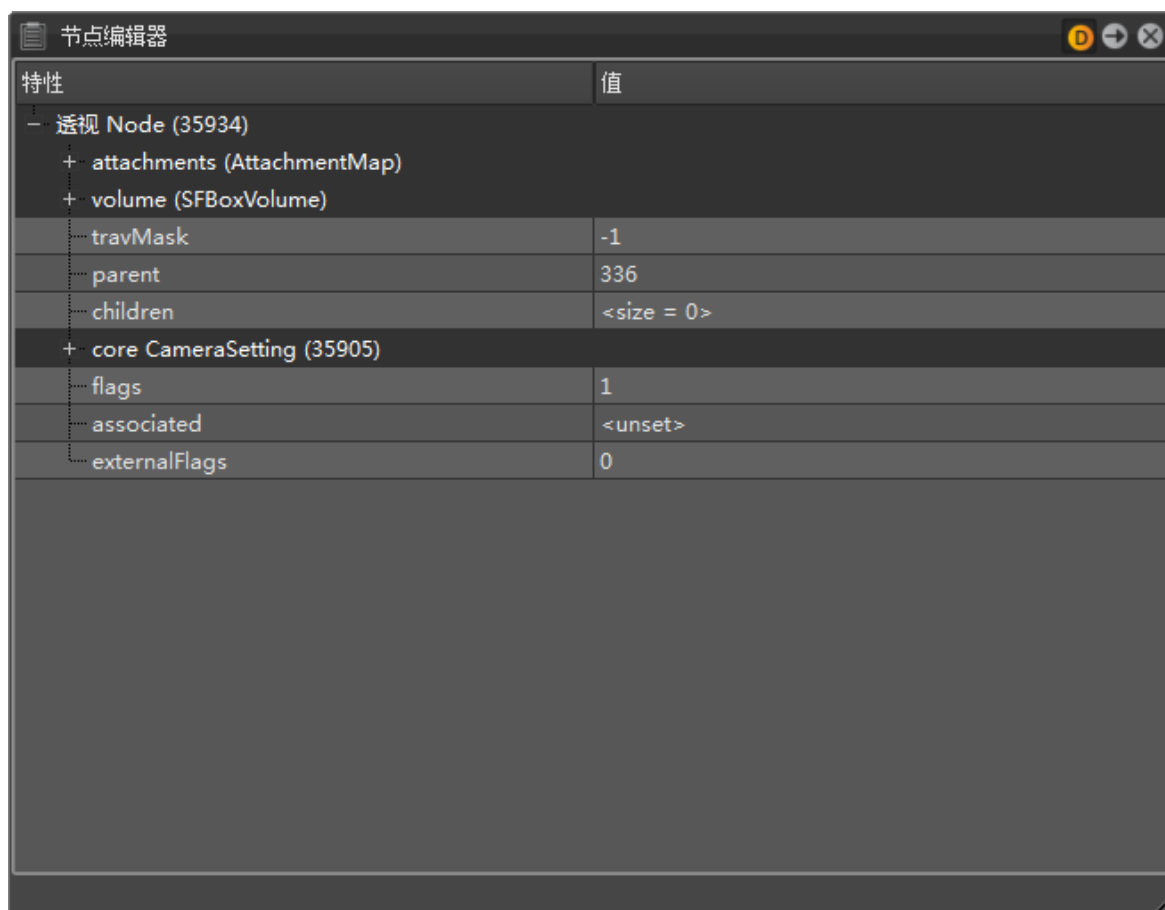 节点编辑器
D
特性 值
透视 Node (35934)
attachments (AttachmentMap)
volume (SFBoxVolume)
travMask -1
parent 336
children <size = 0>
core CameraSetting (35905)
flags 1
associated <unset>
externalFlags 0